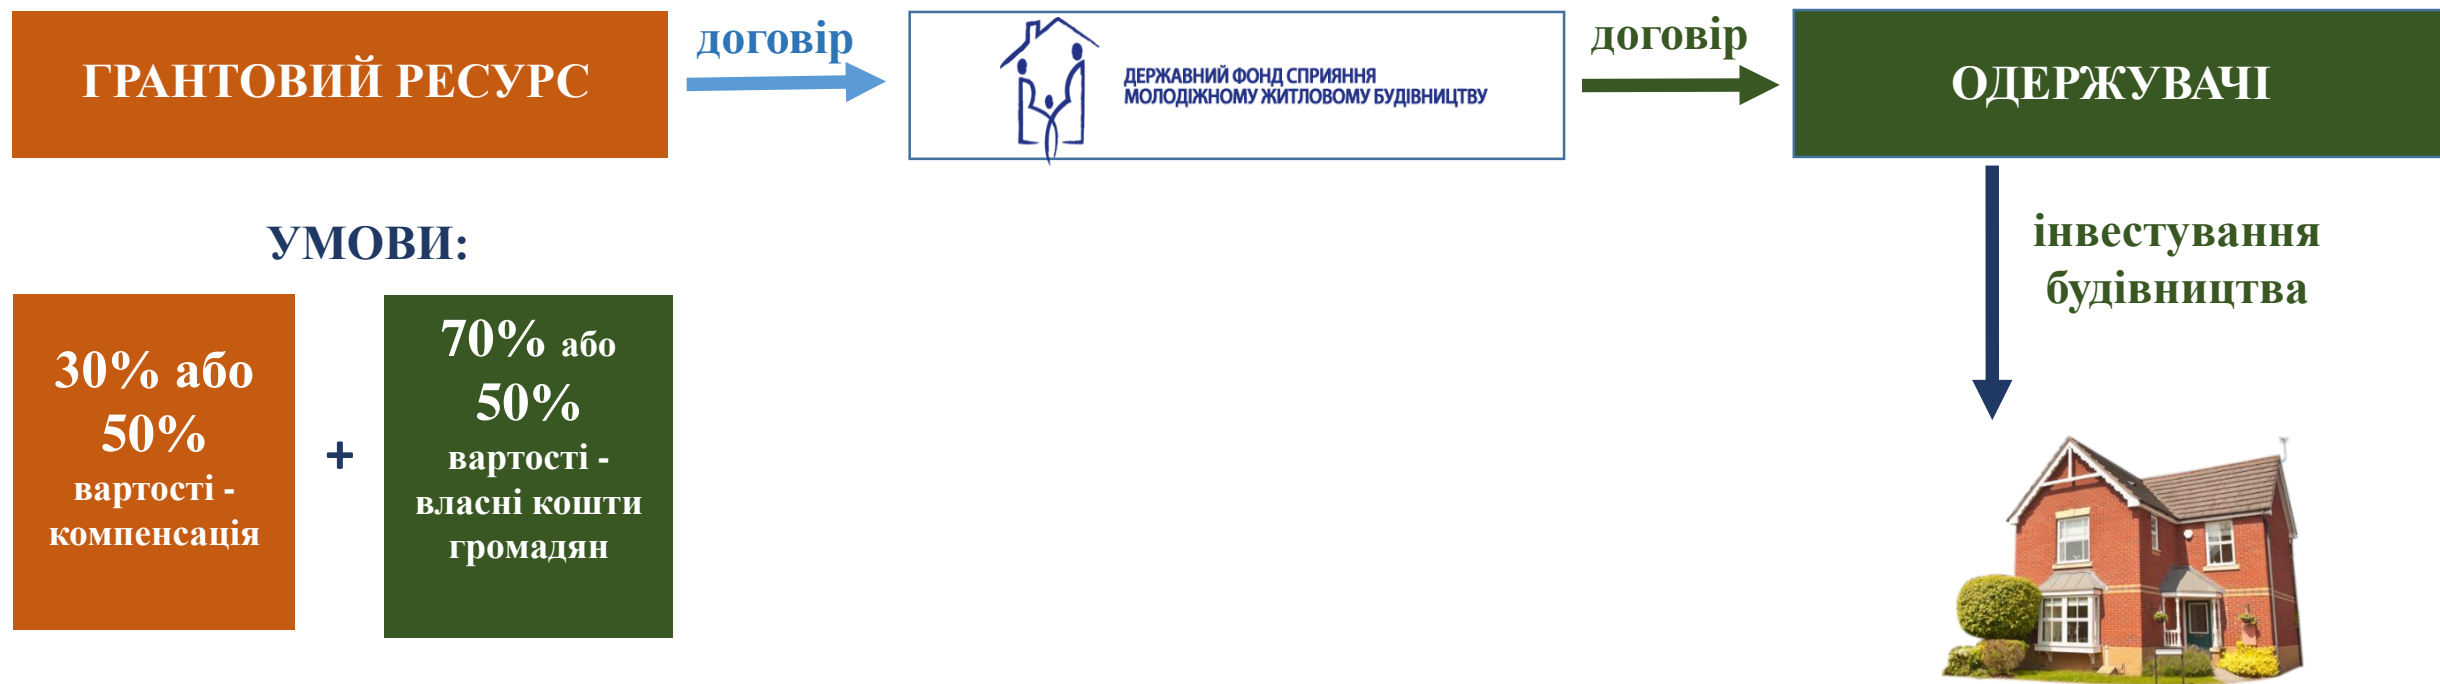 ГРАНТОВИЙ РЕСУРС
договір
ДЕРЖАВНИЙ ФОНД СПРИЯННЯ
МОЛОДІЖНОМУ ЖИТЛОВОМУ БУДІВНИЦТВУ
договір
ОДЕРЖУВАЧІ
УМОВИ:
30% або
50%
вартості -
компенсація
+
70% або
50%
вартості -
власні кошти
громадян
інвестування
будівництва